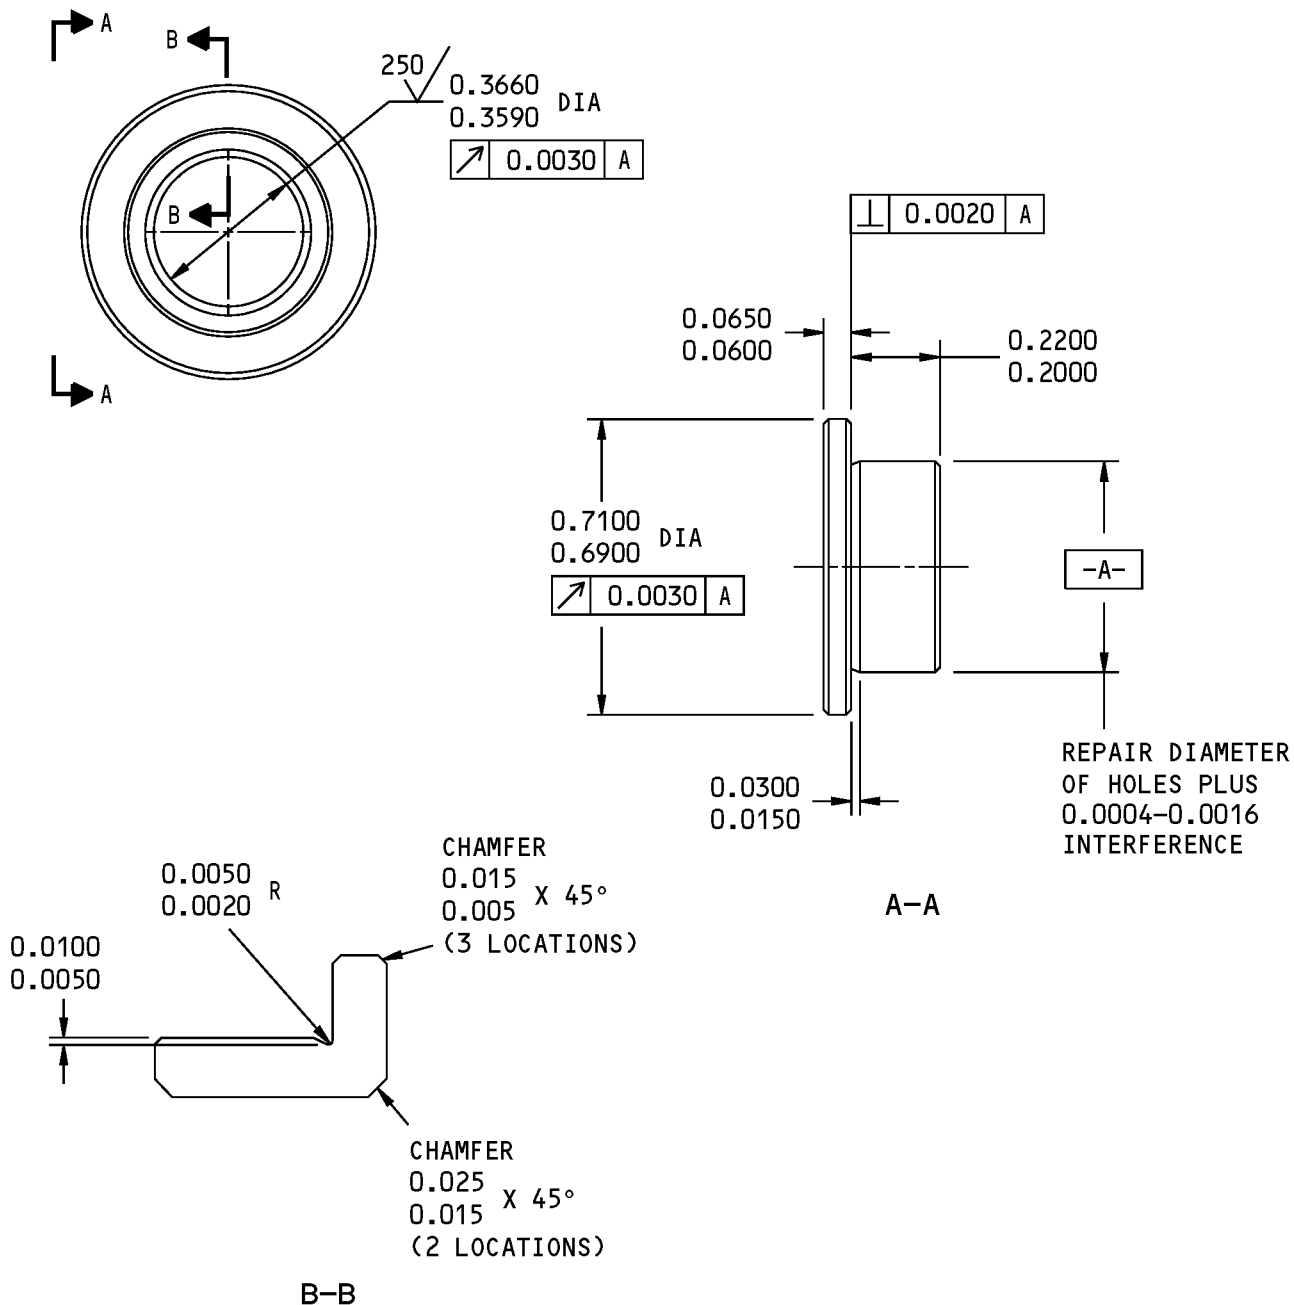 A
B
250
0.3660
0.3590 DIA
0.0030 A
B
A
⊥ 0.0020 A
0.0650
0.0600
0.2200
0.2000
0.7100
0.6900 DIA
0.0030 A
-A-
REPAIR DIAMETER
OF HOLES PLUS
0.0004-0.0016
INTERFERENCE
0.0300
0.0150
A-A
0.0050
0.0020 R
CHAMFER
0.015
0.005 X 45°
(3 LOCATIONS)
0.0100
0.0050
CHAMFER
0.025
0.015 X 45°
(2 LOCATIONS)
B-B